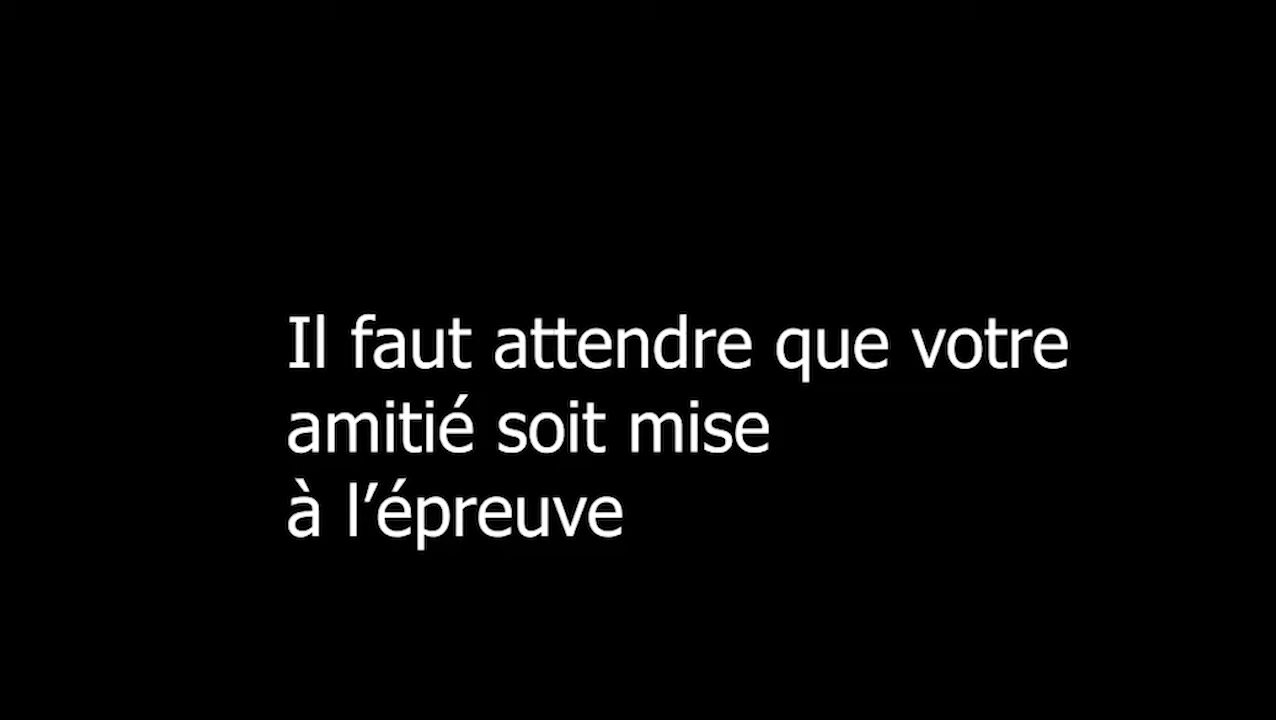 Il faut attendre que votre
amitié soit mise
à l’épreuve